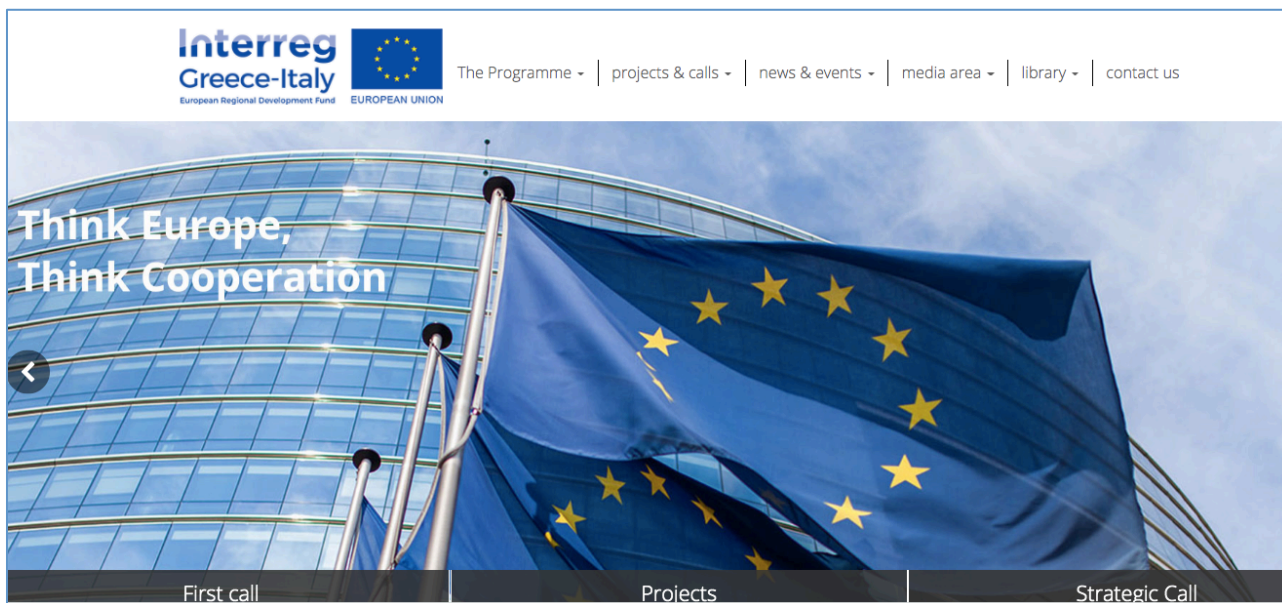 Interreg
Greece-Italy
European Regional Development Fund
EUROPEAN UNION
The Programme
projects & calls
news & events
media area
library
contact us
Think Europe,
Think Cooperation
First call
Projects
Strategic Call